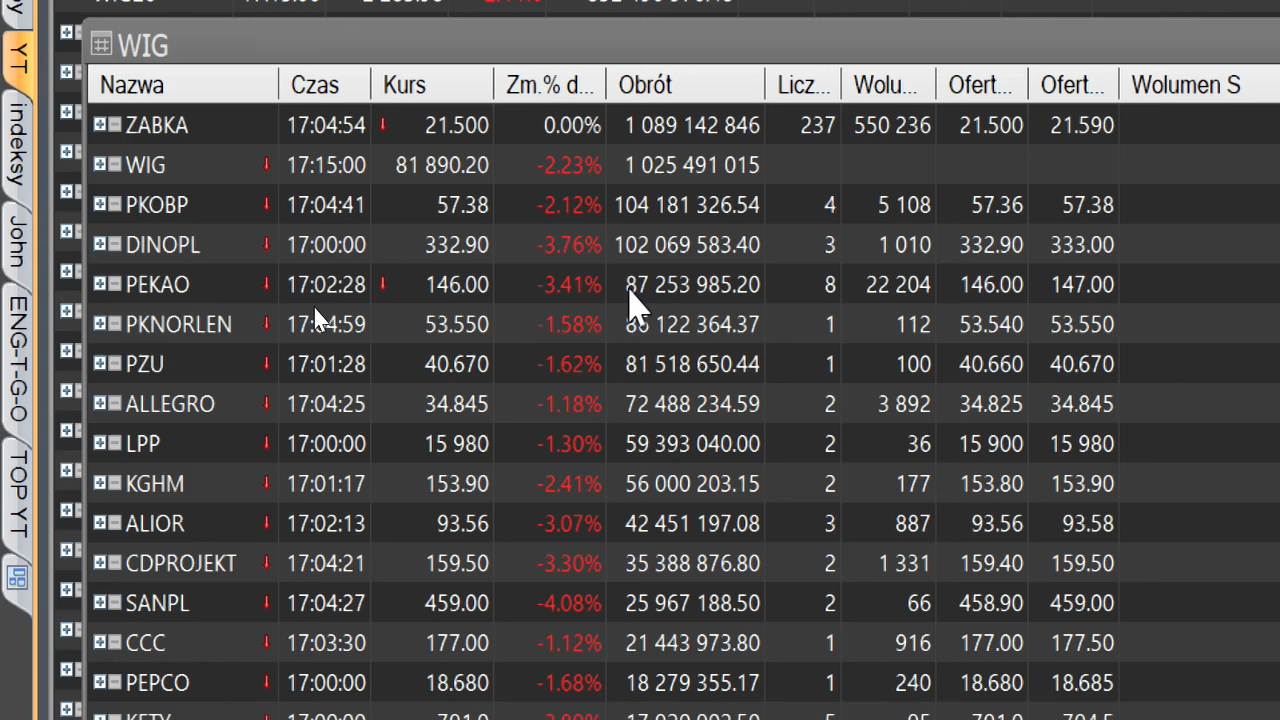 YT
indeksy
John
ENG-T-G-O
TOP YT
WIG
Nazwa Czas Kurs Zm.% d... Obrót Licz... Wolu... Ofert... Ofert... Wolumen S
ZABKA 17:04:54 21.500 0.00% 1 089 142 846 237 550 236 21.500 21.590
WIG 17:15:00 81 890.20 -2.23% 1 025 491 015
PKOBP 17:04:41 57.38 -2.12% 104 181 326.54 4 5 108 57.36 57.38
DINOPL 17:00:00 332.90 -3.76% 102 069 583.40 3 1 010 332.90 333.00
PEKAO 17:02:28 146.00 -3.41% 87 253 985.20 8 22 204 146.00 147.00
PKNORLEN 17:04:59 53.550 -1.58% 122 364.37 1 112 53.540 53.550
PZU 17:01:28 40.670 -1.62% 81 518 650.44 1 100 40.660 40.670
ALLEGRO 17:04:25 34.845 -1.18% 72 488 234.59 2 3 892 34.825 34.845
LPP 17:00:00 15 980 -1.30% 59 393 040.00 2 36 15 900 15 980
KGHM 17:01:17 153.90 -2.41% 56 000 203.15 2 177 153.80 153.90
ALIOR 17:02:13 93.56 -3.07% 42 451 197.08 3 887 93.56 93.58
CDPROJEKT 17:04:21 159.50 -3.30% 35 388 876.80 2 1 331 159.40 159.50
SANPL 17:04:27 459.00 -4.08% 25 967 188.50 2 66 458.90 459.00
CCC 17:03:30 177.00 -1.12% 21 443 973.80 1 916 177.00 177.50
PEPCO 17:00:00 18.680 -1.68% 18 279 355.17 1 240 18.680 18.685